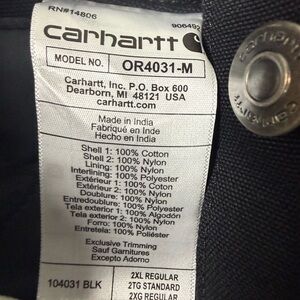 RN#14806
906492
carhartt
MODEL NO. OR4031-M
Carhartt, Inc. P.O. Box 600
Dearborn, MI 48121 USA
carhartt.com
Made in India
Fabriqué en Inde
Hecho en India
Shell 1: 100% Cotton
Shell 2: 100% Nylon
Lining: 100% Nylon
Interlining: 100% Polyester
Extérieur 1: 100% Coton
Extérieur 2: 100% Nylon
Doublure: 100% Nylon
Entredoublure: 100% Polyester
Tela exterior 1: 100% Algodón
Tela exterior 2: 100% Nylon
Forro: 100% Nylon
Entretela: 100% Poliéster
Exclusive Trimming
Sauf Garnitures
Excepto Adorno
104031 BLK
2XL REGULAR
2TG STANDARD
2XG REGULAR